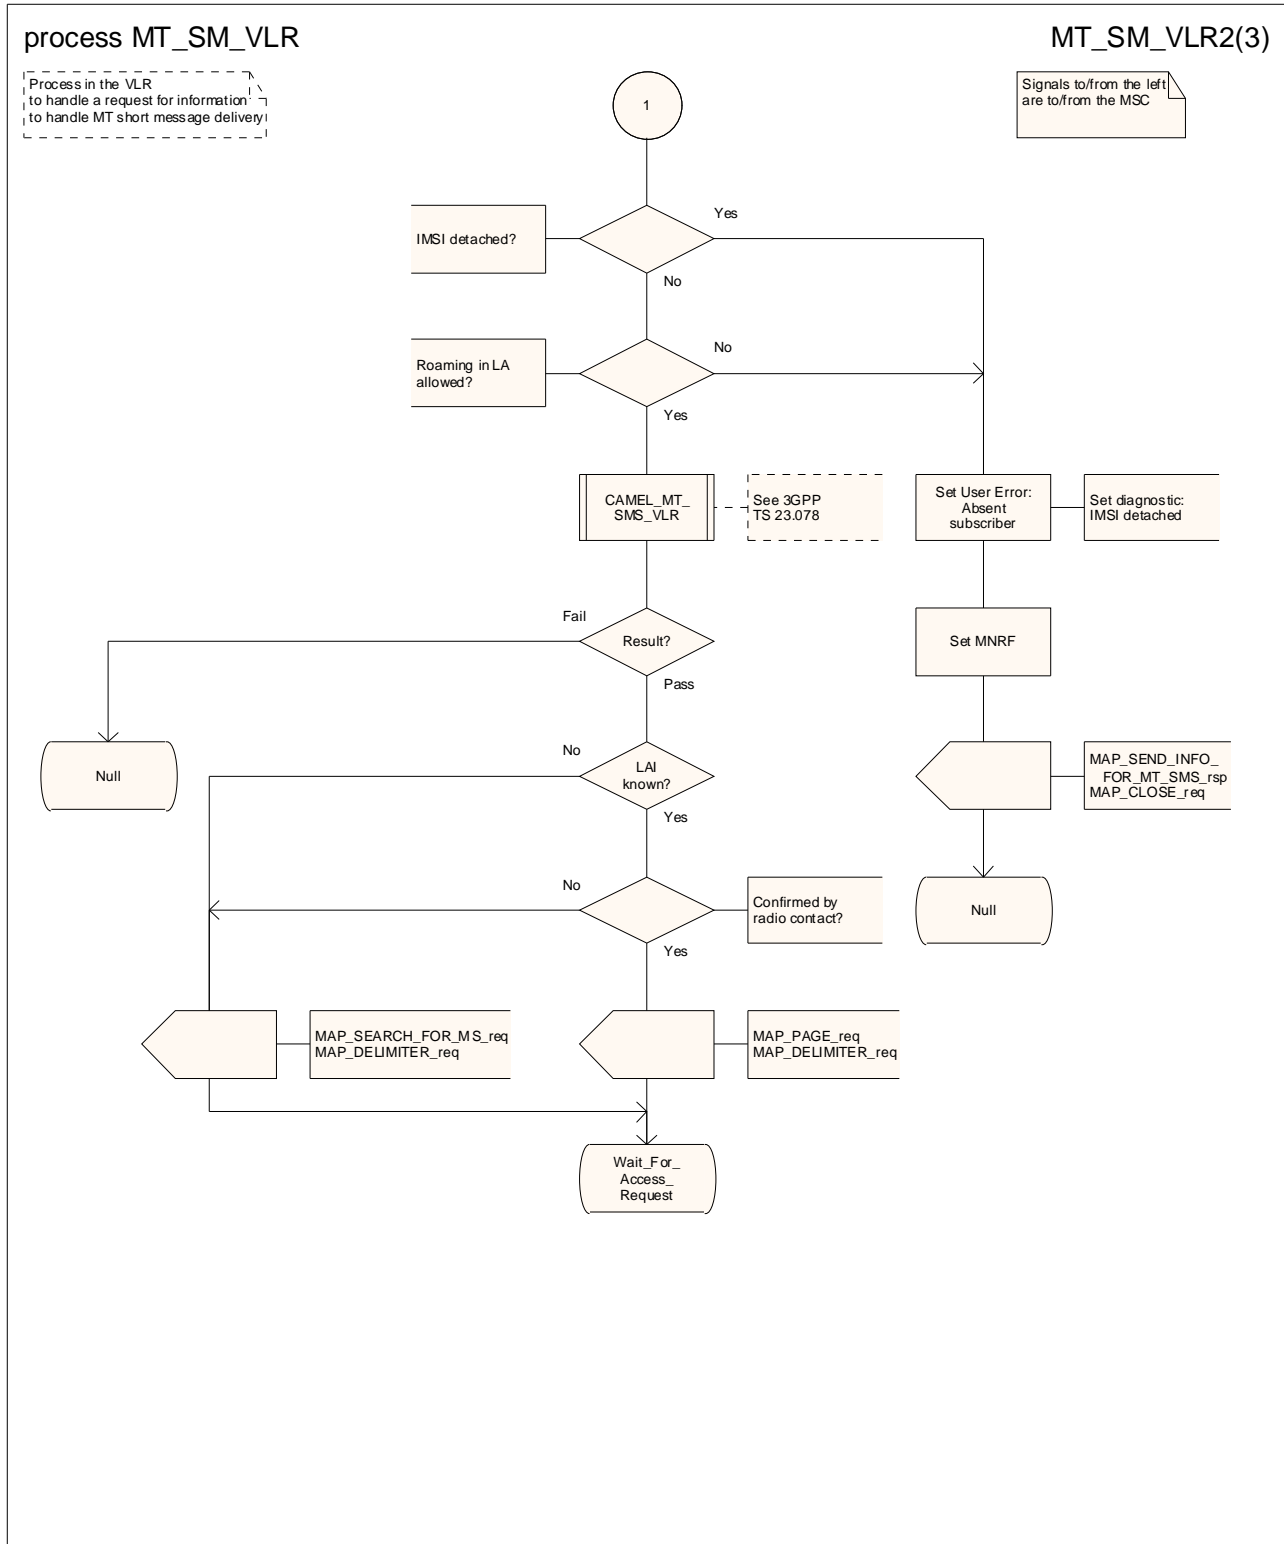 process MT_SM_VLR
MT_SM_VLR2(3)
Process in the VLR
to handle a request for information
to handle MT short message delivery
Signals to/from the left
are to/from the MSC
1
IMSI detached?
Yes
No
Roaming in LA
allowed?
No
Yes
CAMEL_MT_
SMS_VLR
See 3GPP
TS 23.078
Set User Error:
Absent
subscriber
Set diagnostic:
IMSI detached
Fail
Result?
Pass
Set MNRF
Null
No
LAI
known?
Yes
MAP_SEND_INFO_
FOR_MT_SMS_rsp
MAP_CLOSE_req
No
Confirmed by
radio contact?
Yes
Null
MAP_SEARCH_FOR_MS_req
MAP_DELIMITER_req
MAP_PAGE_req
MAP_DELIMITER_req
Wait_For_
Access_
Request